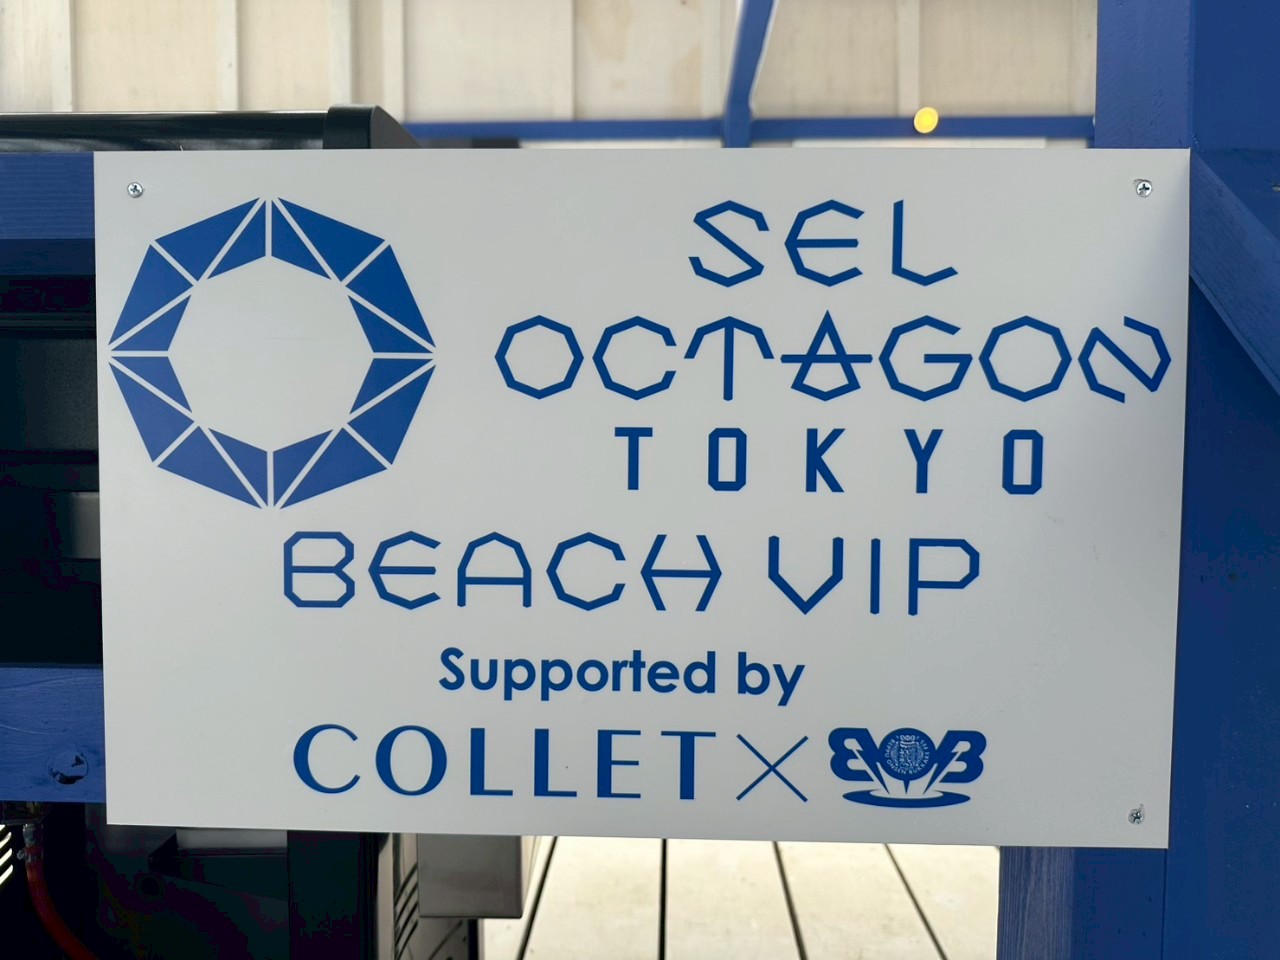 SEL
OCTAGON
TOKYO
BEACH VIP
Supported by
COLLET × BOB